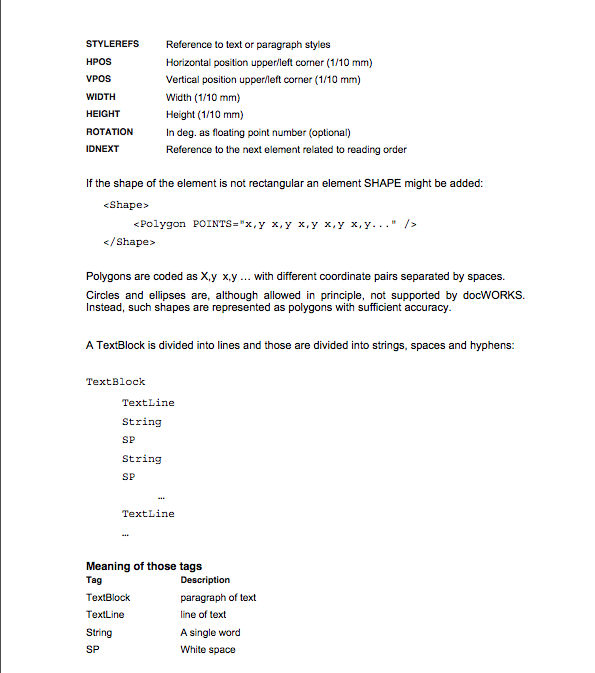 STYLEREFS Reference to text or paragraph styles
HPOS Horizontal position upper/left corner (1/10 mm)
VPOS Vertical position upper/left corner (1/10 mm)
WIDTH Width (1/10 mm)
HEIGHT Height (1/10 mm)
ROTATION In deg. as floating point number (optional)
IDNEXT Reference to the next element related to reading order
If the shape of the element is not rectangular an element SHAPE might be added:
<Shape>
<Polygon POINTS="x,y x,y x,y x,y x,y..." />
</Shape>
Polygons are coded as X,y x,y … with different coordinate pairs separated by spaces.
Circles and ellipses are, although allowed in principle, not supported by docWORKS.
Instead, such shapes are represented as polygons with sufficient accuracy.
A TextBlock is divided into lines and those are divided into strings, spaces and hyphens:
TextBlock
TextLine
String
SP
String
SP
…
TextLine
…
Meaning of those tags
Tag Description
TextBlock paragraph of text
TextLine line of text
String A single word
SP White space